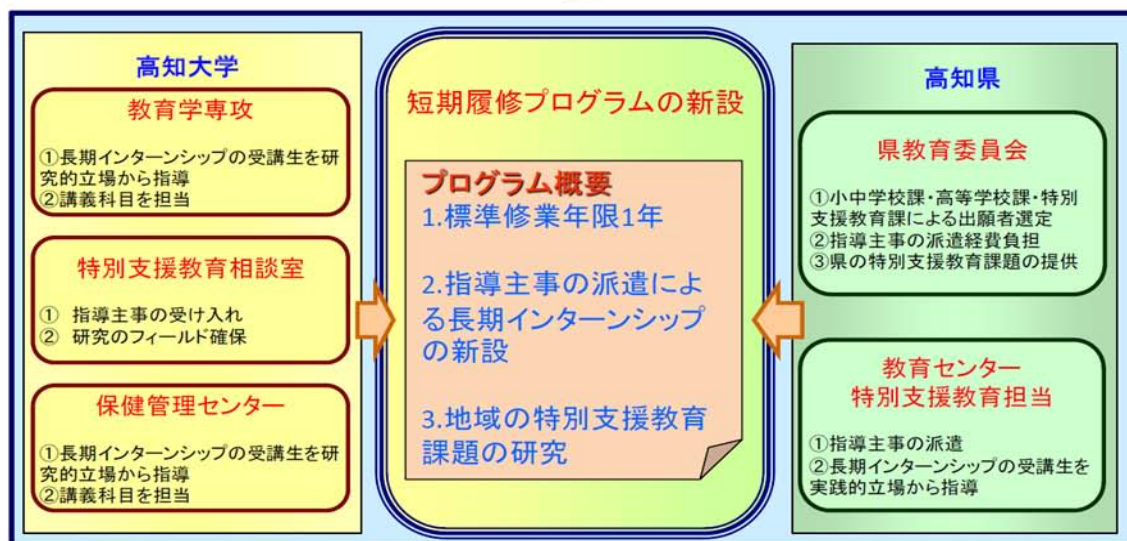 高知大学
教育学専攻
①長期インターンシップの受講生を研
究的立場から指導
②講義科目を担当
特別支援教育相談室
① 指導主事の受け入れ
② 研究のフィールド確保
保健管理センター
①長期インターンシップの受講生を研
究的立場から指導
②講義科目を担当
短期履修プログラムの新設
プログラム概要
1.標準修業年限1年
2.指導主事の派遣によ
る長期インターンシップ
の新設
3.地域の特別支援教育
課題の研究
高知県
県教育委員会
①小中学校課・高等学校課・特別
支援教育課による出願者選定
②指導主事の派遣経費負担
③県の特別支援教育課題の提供
教育センター
特別支援教育担当
①指導主事の派遣
②長期インターンシップの受講生を
実践的立場から指導